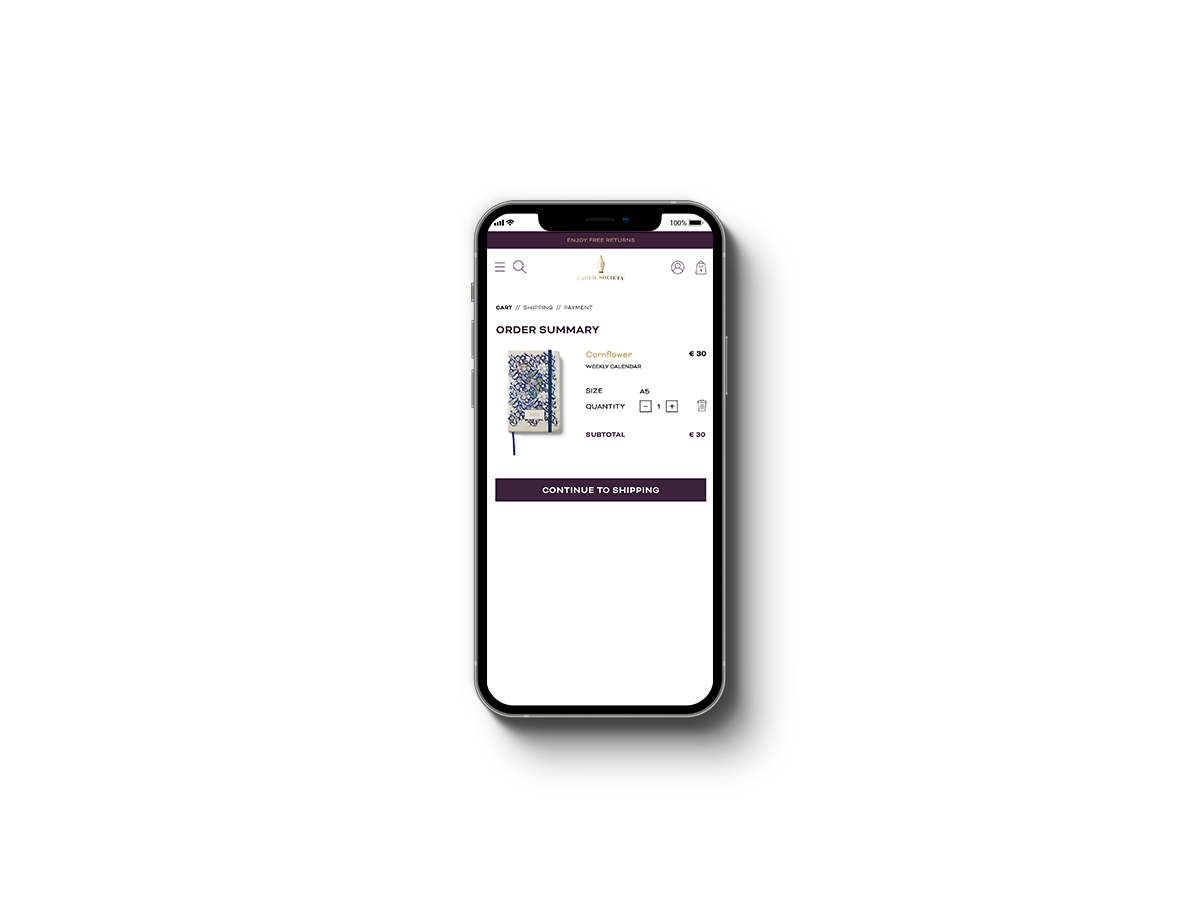 100%
ENJOY FREE RETURNS
PAPER SOCIETY
1
CART // SHIPPING // PAYMENT
ORDER SUMMARY
Cornflower € 30
WEEKLY CALENDAR
SIZE A5
QUANTITY − 1 +
SUBTOTAL € 30
CONTINUE TO SHIPPING